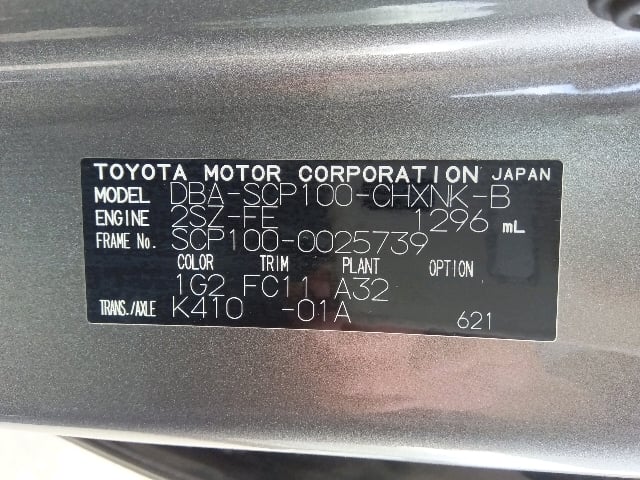 TOYOTA MOTOR CORPORATION JAPAN
MODEL DBA-SCP100-CHXNK-B
ENGINE 2SZ-FE 1296 mL
FRAME No. SCP100-0025739
COLOR TRIM PLANT OPTION
1G2 FC11 A32
TRANS./AXLE K410 -01A 621